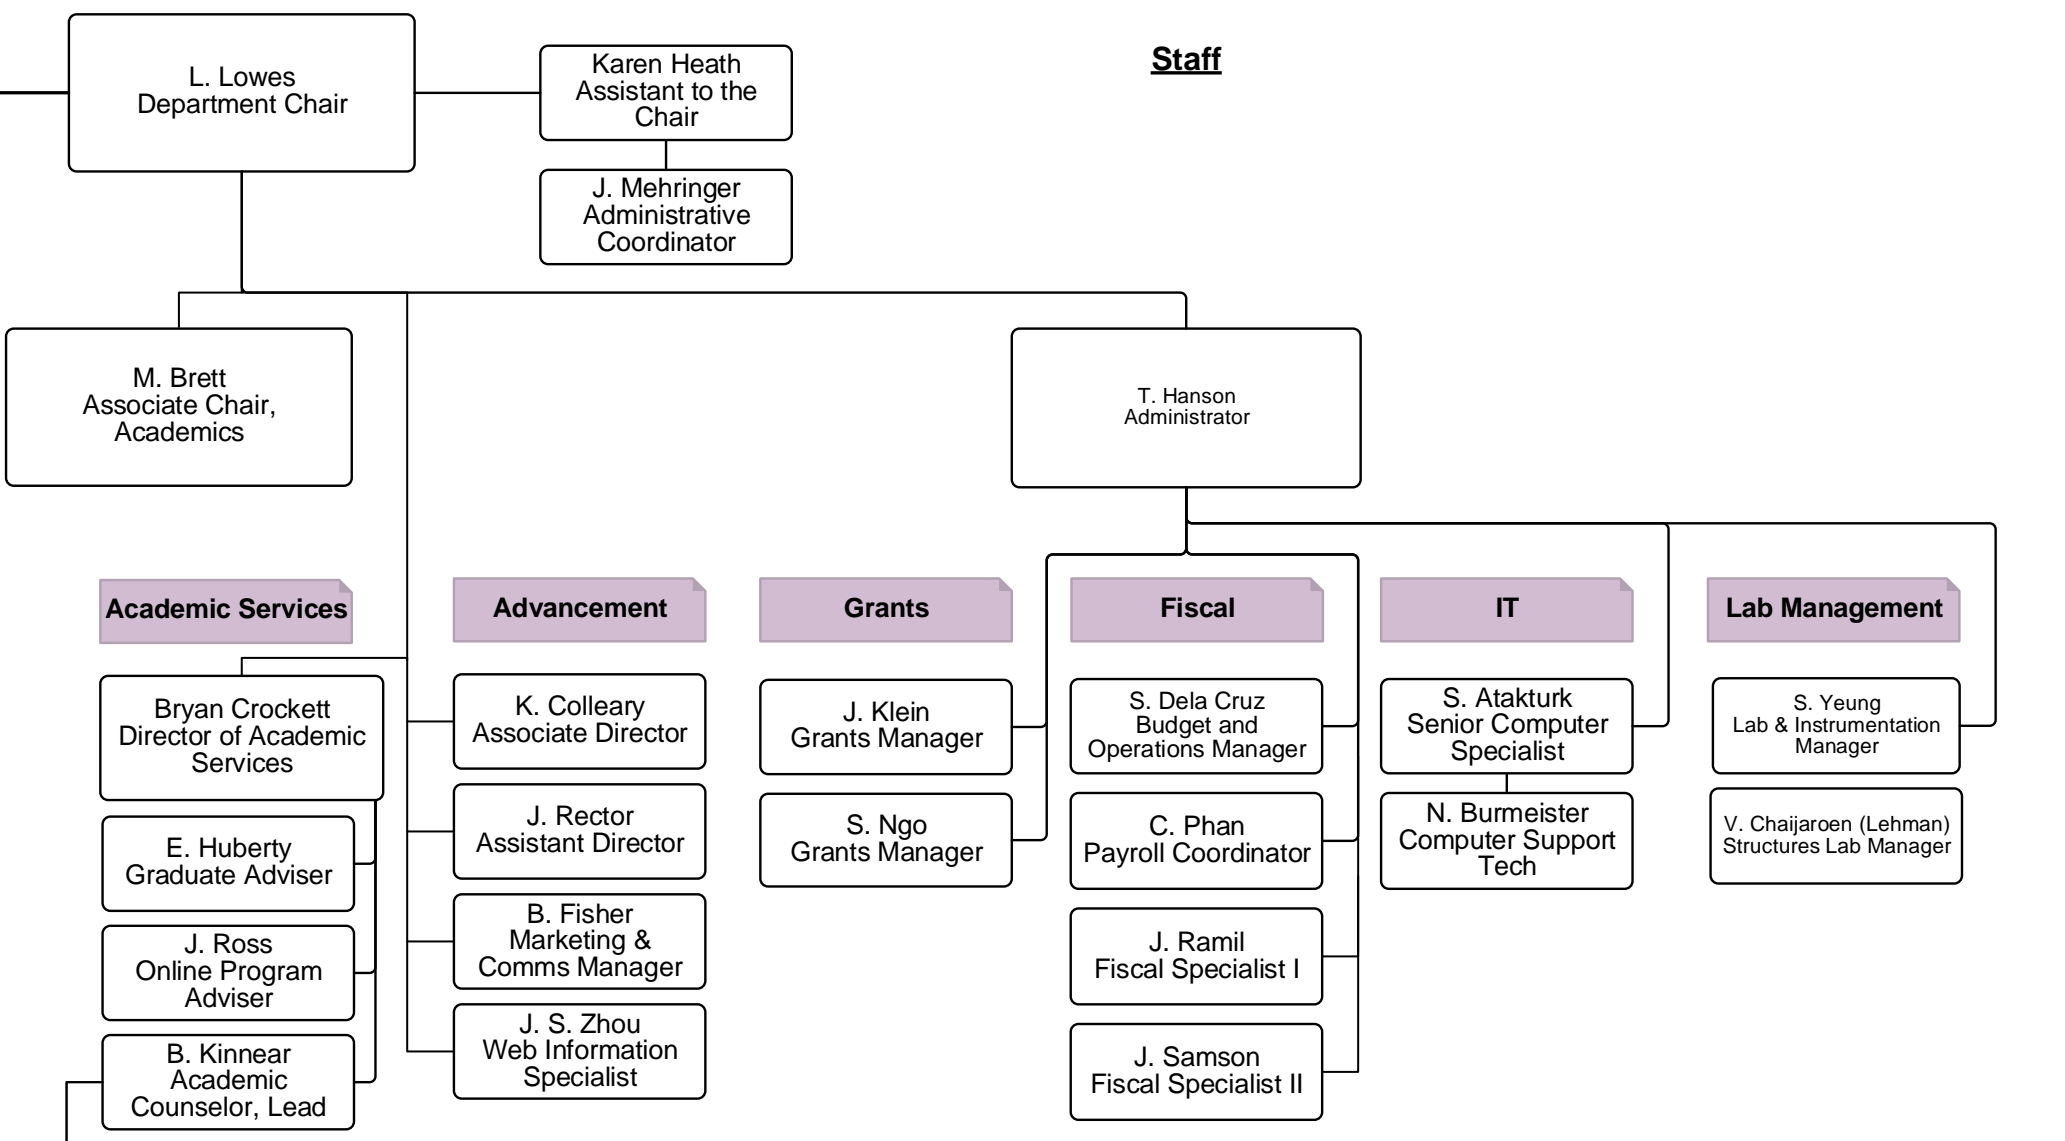 Staff
L. Lowes
Department Chair
Karen Heath
Assistant to the
Chair
J. Mehringer
Administrative
Coordinator
M. Brett
Associate Chair,
Academics
T. Hanson
Administrator
Academic Services
Bryan Crockett
Director of Academic
Services
E. Huberty
Graduate Adviser
J. Ross
Online Program
Adviser
B. Kinnear
Academic
Counselor, Lead
Advancement
K. Colleary
Associate Director
J. Rector
Assistant Director
B. Fisher
Marketing &
Comms Manager
J. S. Zhou
Web Information
Specialist
Grants
J. Klein
Grants Manager
S. Ngo
Grants Manager
Fiscal
S. Dela Cruz
Budget and
Operations Manager
C. Phan
Payroll Coordinator
J. Ramil
Fiscal Specialist I
J. Samson
Fiscal Specialist II
IT
S. Atakturk
Senior Computer
Specialist
N. Burmeister
Computer Support
Tech
Lab Management
S. Yeung
Lab & Instrumentation
Manager
V. Chaijaroen (Lehman)
Structures Lab Manager